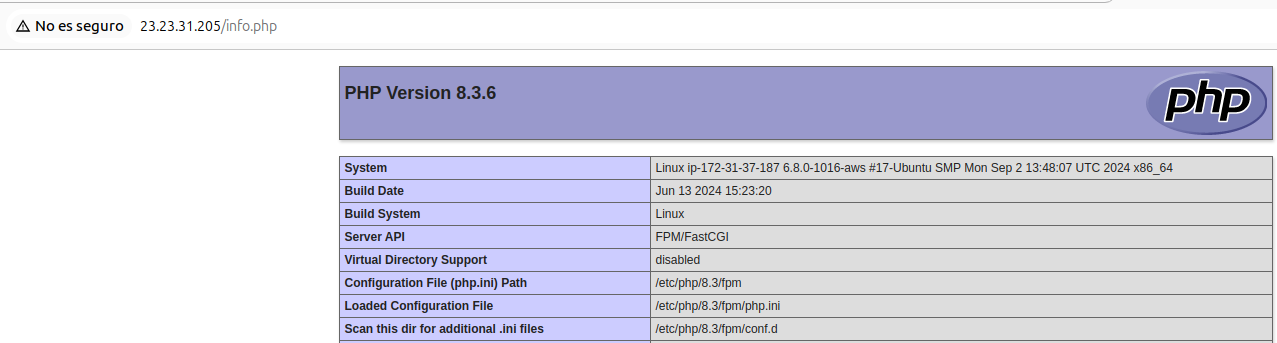 No es seguro 23.23.31.205/info.php
PHP Version 8.3.6
php
System Linux ip-172-31-37-187 6.8.0-1016-aws #17-Ubuntu SMP Mon Sep 2 13:48:07 UTC 2024 x86_64
Build Date Jun 13 2024 15:23:20
Build System Linux
Server API FPM/FastCGI
Virtual Directory Support disabled
Configuration File (php.ini) Path /etc/php/8.3/fpm
Loaded Configuration File /etc/php/8.3/fpm/php.ini
Scan this dir for additional .ini files /etc/php/8.3/fpm/conf.d